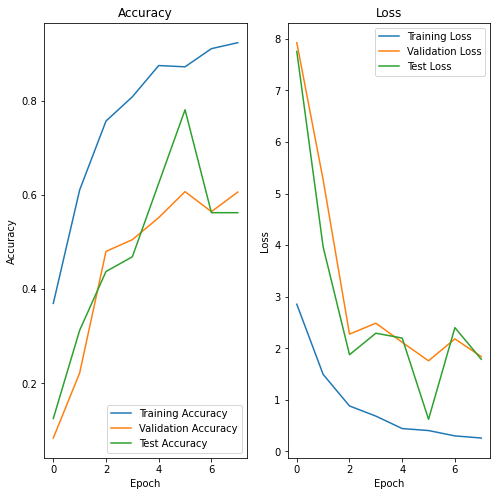 Accuracy
Accuracy
0.8
0.6
0.4
0.2
0 2 4 6
Epoch
Training Accuracy
Validation Accuracy
Test Accuracy
Loss
Loss
8
7
6
5
4
3
2
1
0
0 2 4 6
Epoch
Training Loss
Validation Loss
Test Loss